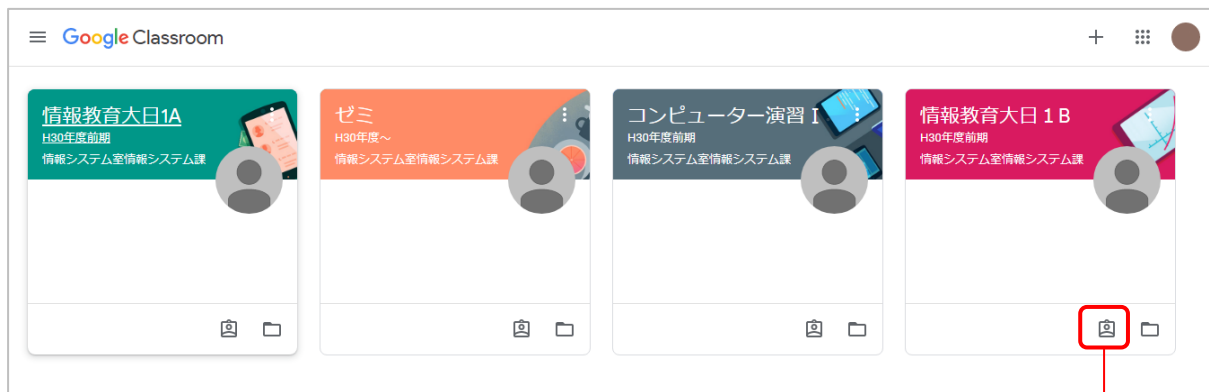 Google Classroom
情報教育大日1A
H30年度前期
情報システム室情報システム課
ゼミ
H30年度～
情報システム室情報システム課
コンピューター演習 I
H30年度前期
情報システム室情報システム課
情報教育大日１B
H30年度前期
情報システム室情報システム課